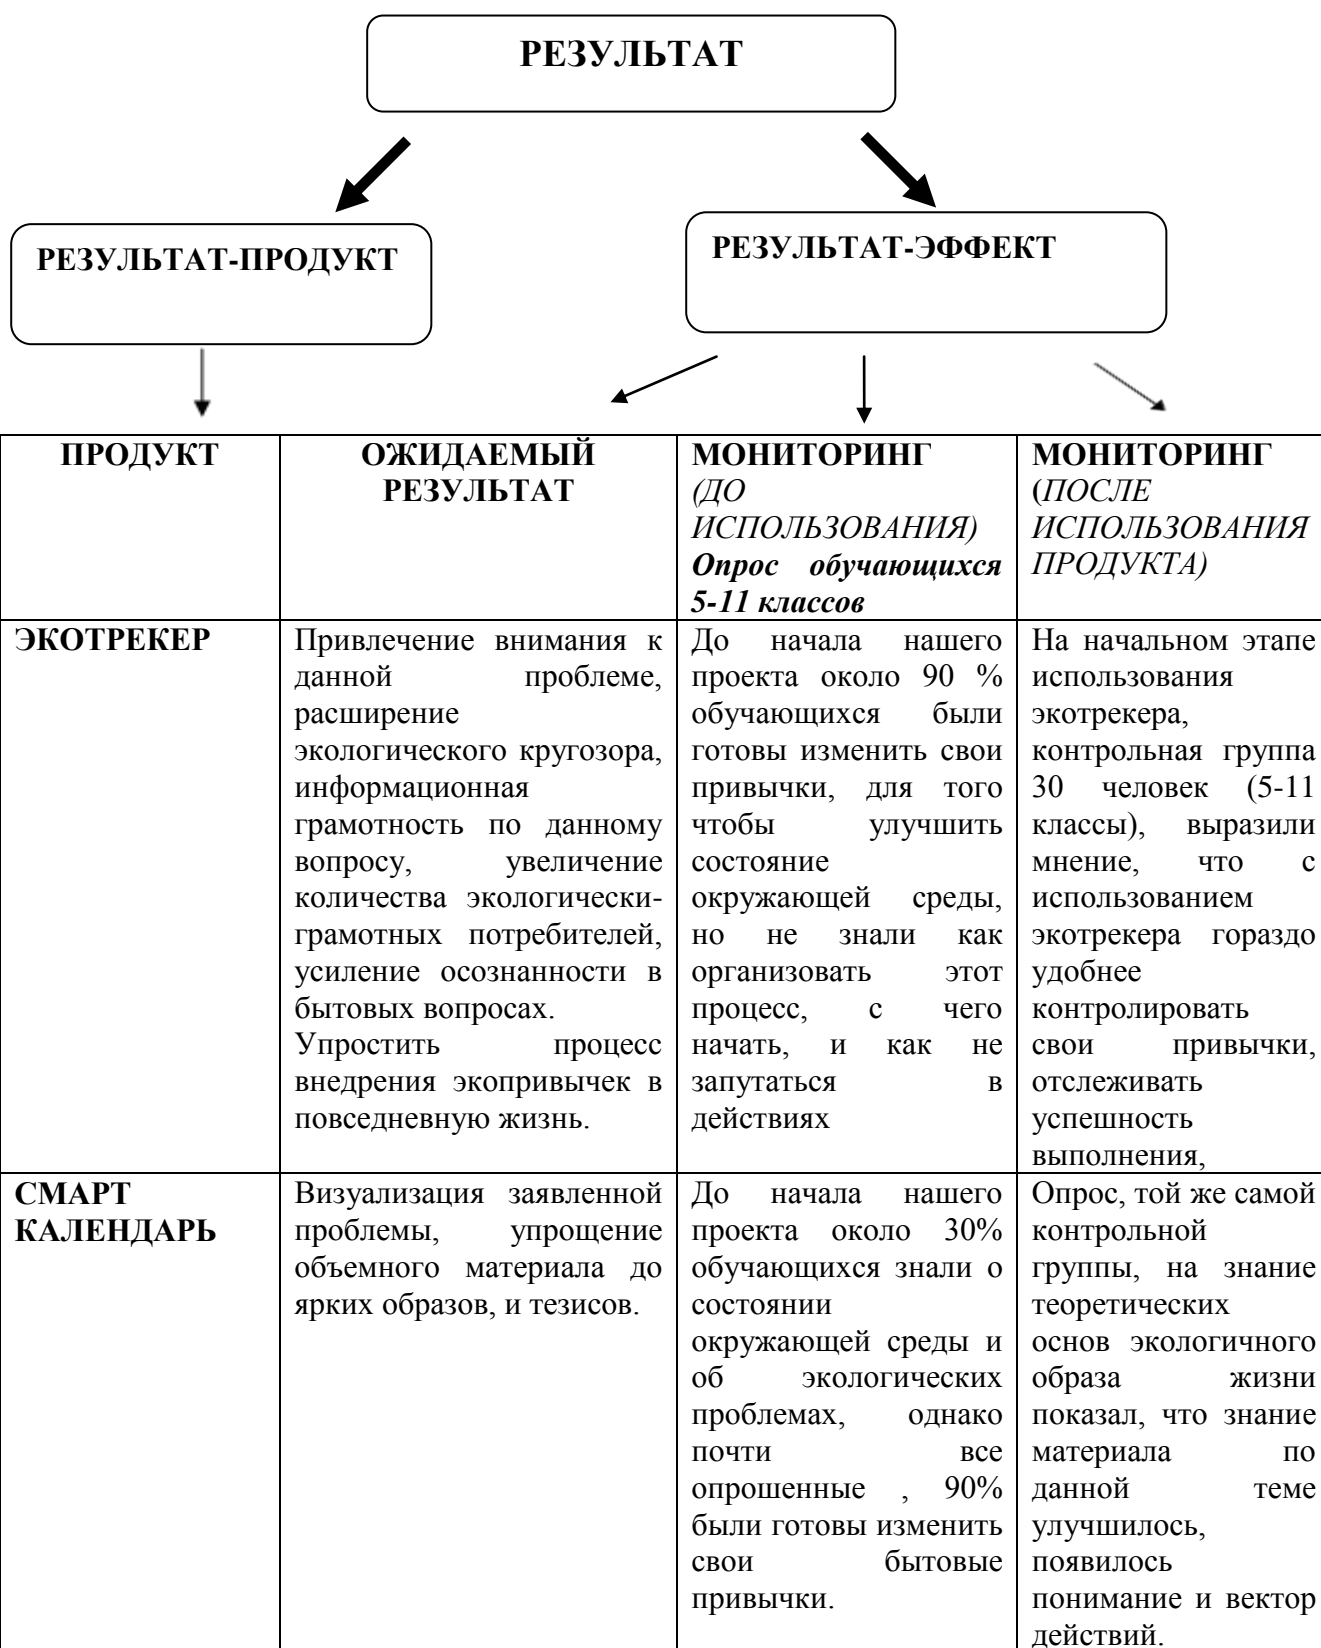 РЕЗУЛЬТАТ
РЕЗУЛЬТАТ-ПРОДУКТ
РЕЗУЛЬТАТ-ЭФФЕКТ
ПРОДУКТ
ОЖИДАЕМЫЙ
РЕЗУЛЬТАТ
МОНИТОРИНГ
(ДО
ИСПОЛЬЗОВАНИЯ)
Опрос обучающихся
5-11 классов
МОНИТОРИНГ
(ПОСЛЕ
ИСПОЛЬЗОВАНИЯ
ПРОДУКТА)
ЭКОТРЕКЕР
Привлечение внимания к
данной проблеме,
расширение
экологического кругозора,
информационная
грамотность по данному
вопросу, увеличение
количества экологически-
грамотных потребителей,
усиление осознанности в
бытовых вопросах.
Упростить процесс
внедрения экопривычек в
повседневную жизнь.
До начала нашего
проекта около 90 %
обучающихся были
готовы изменить свои
привычки, для того
чтобы улучшить
состояние
окружающей среды,
но не знали как
организовать этот
процесс, с чего
начать, и как не
запутаться в
действиях
На начальном этапе
использования
экотрекера,
контрольная группа
30 человек (5-11
классы), выразили
мнение, что с
использованием
экотрекера гораздо
удобнее
контролировать
свои привычки,
отслеживать
успешность
выполнения,
СМАРТ
КАЛЕНДАРЬ
Визуализация заявленной
проблемы, упрощение
объемного материала до
ярких образов, и тезисов.
До начала нашего
проекта около 30%
обучающихся знали о
состоянии
окружающей среды и
об экологических
проблемах, однако
почти все
опрошенные , 90%
были готовы изменить
свои бытовые
привычки.
Опрос, той же самой
контрольной
группы, на знание
теоретических
основ экологичного
образа жизни
показал, что знание
материала по
данной теме
улучшилось,
появилось
понимание и вектор
действий.